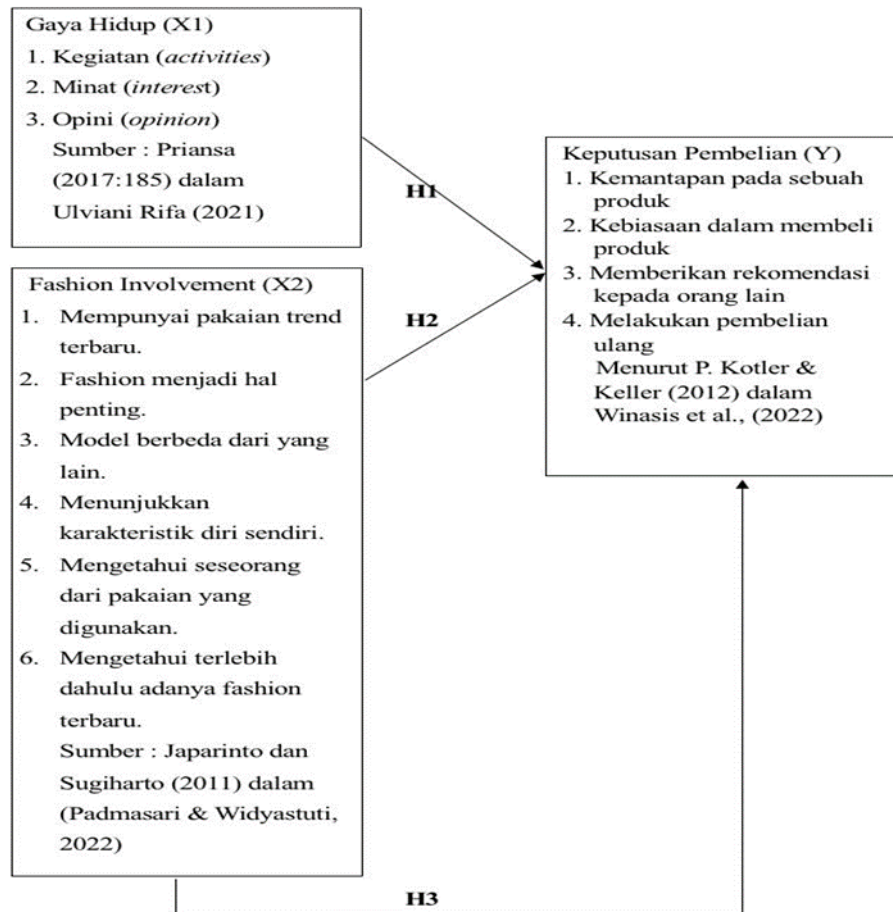 Gaya Hidup (X1)
1. Kegiatan (activities)
2. Minat (interest)
3. Opini (opinion)
Sumber : Priansa
(2017:185) dalam
Ulviani Rifa (2021)
H1
Fashion Involvement (X2)
1. Mempunyai pakaian trend
terbaru.
2. Fashion menjadi hal
penting.
3. Model berbeda dari yang
lain.
4. Menunjukkan
karakteristik diri sendiri.
5. Mengetahui seseorang
dari pakaian yang
digunakan.
6. Mengetahui terlebih
dahulu adanya fashion
terbaru.
Sumber : Japarinto dan
Sugiharto (2011) dalam
(Padmasari & Widyastuti,
2022)
H2
Keputusan Pembelian (Y)
1. Kemantapan pada sebuah
produk
2. Kebiasaan dalam membeli
produk
3. Memberikan rekomendasi
kepada orang lain
4. Melakukan pembelian
ulang
Menurut P. Kotler &
Keller (2012) dalam
Winasis et al., (2022)
H3